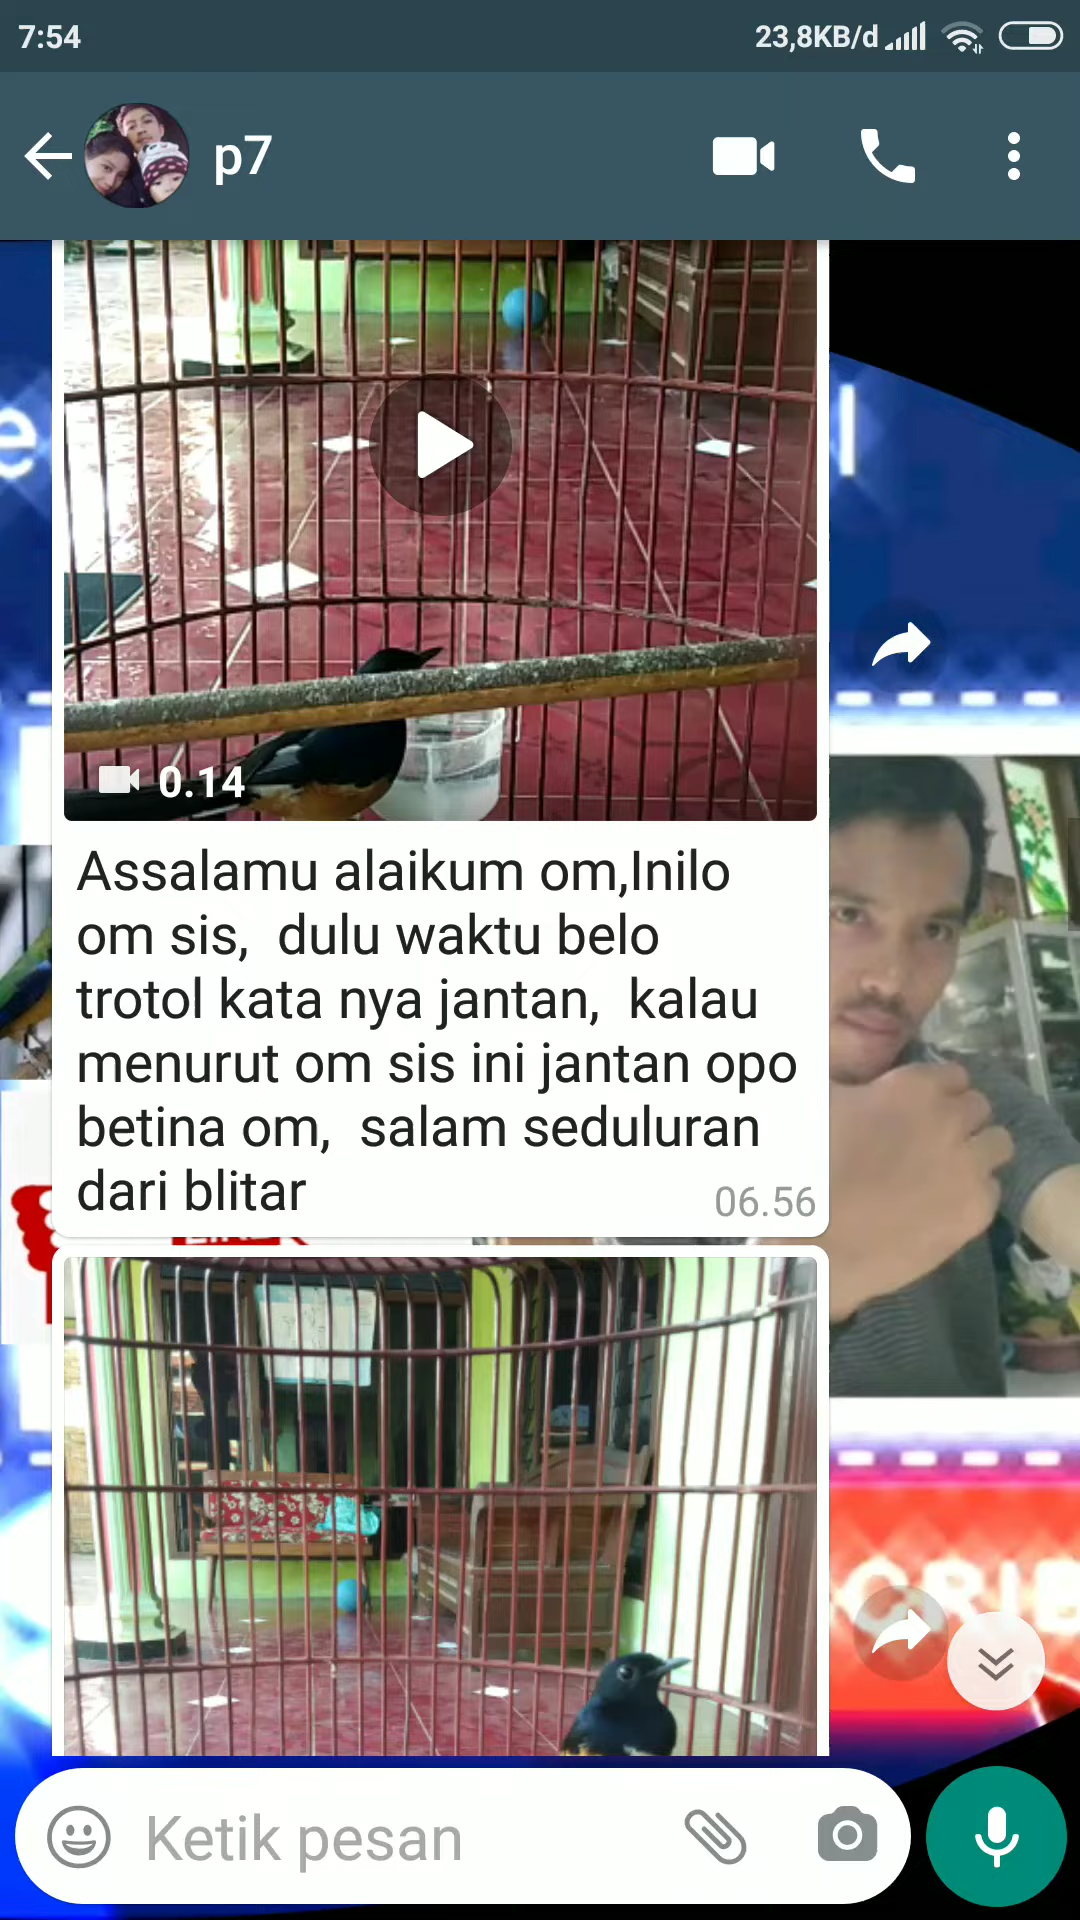 7:54
23,8KB/d
p7
0.14
Assalamu alaikum om,Inilo
om sis,  dulu waktu belo
trotol kata nya jantan,  kalau
menurut om sis ini jantan opo
betina om,  salam seduluran
dari blitar
06.56
Ketik pesan